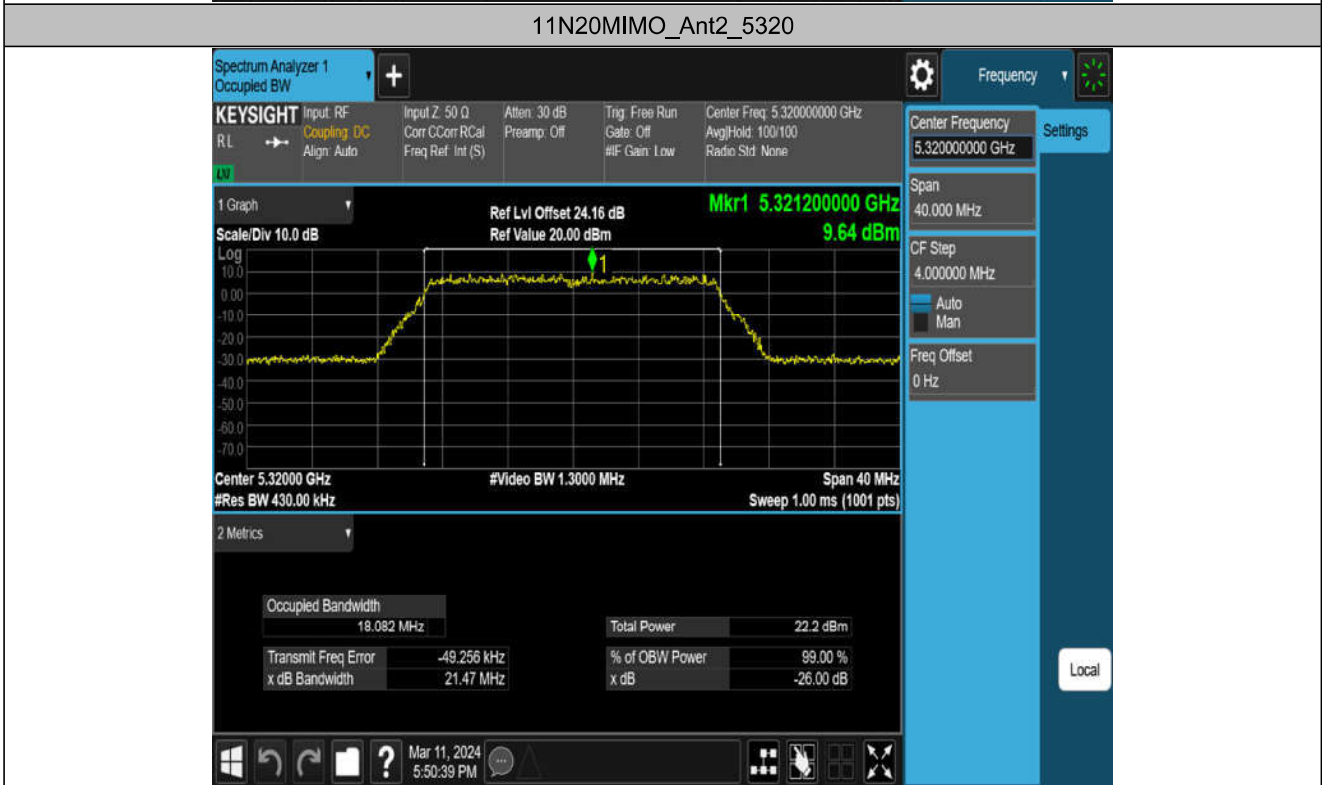 11N20MIMO_Ant2_5320
Spectrum Analyzer 1
Occupied BW
Frequency
KEYSIGHT
RL
LXI
Input: RF
Coupling: DC
Align: Auto
Input Z: 50 Ω
Corr CCorr RCal
Freq Ref: Int (S)
Atten: 30 dB
Preamp: Off
Trig: Free Run
Gate: Off
#IF Gain: Low
Center Freq: 5.320000000 GHz
Avg|Hold: 100/100
Radio Std: None
Center Frequency
5.320000000 GHz
Settings
Span
40.000 MHz
CF Step
4.000000 MHz
Auto
Man
Freq Offset
0 Hz
1 Graph
Scale/Div 10.0 dB
Ref Lvl Offset 24.16 dB
Ref Value 20.00 dBm
Mkr1 5.321200000 GHz
9.64 dBm
Log
10.0
0.00
-10.0
-20.0
-30.0
-40.0
-50.0
-60.0
-70.0
1
Center 5.32000 GHz
#Video BW 1.3000 MHz
Span 40 MHz
#Res BW 430.00 kHz
Sweep 1.00 ms (1001 pts)
2 Metrics
Occupied Bandwidth
18.082 MHz
Total Power 22.2 dBm
Transmit Freq Error -49.256 kHz
% of OBW Power 99.00 %
x dB Bandwidth 21.47 MHz
x dB -26.00 dB
Local
?
Mar 11, 2024
5:50:39 PM